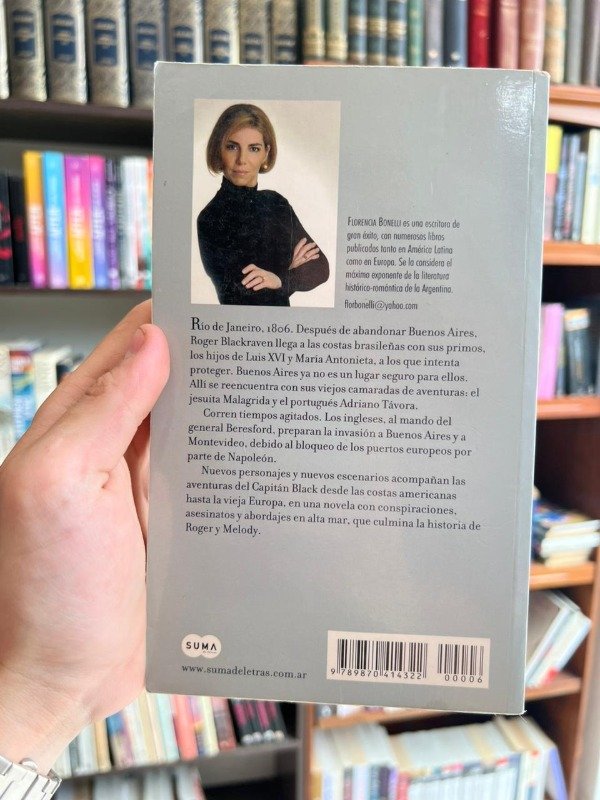 FLORENCIA BONELLI es una escritora de
gran éxito, con numerosos libros
publicados tanto en América Latina
como en Europa. Se la considera el
máximo exponente de la literatura
histórico-romántica de la Argentina.
florbonelli@yahoo.com
Río de Janeiro, 1806. Después de abandonar Buenos Aires,
Roger Blackraven llega a las costas brasileñas con sus primos,
los hijos de Luis XVI y María Antonieta, a los que intenta
proteger. Buenos Aires ya no es un lugar seguro para ellos.
Allí se reencuentra con sus viejos camaradas de aventuras: el
jesuita Malagrida y el portugués Adriano Távora.
Corren tiempos agitados. Los ingleses, al mando del
general Beresford, preparan la invasión a Buenos Aires y a
Montevideo, debido al bloqueo de los puertos europeos por
parte de Napoleón.
Nuevos personajes y nuevos escenarios acompañan las
aventuras del Capitán Black desde las costas americanas
hasta la vieja Europa, en una novela con conspiraciones,
asesinatos y abordajes en alta mar, que culmina la historia de
Roger y Melody.
SUMA
www.sumadeletras.com.ar
9 789870 414322
00006